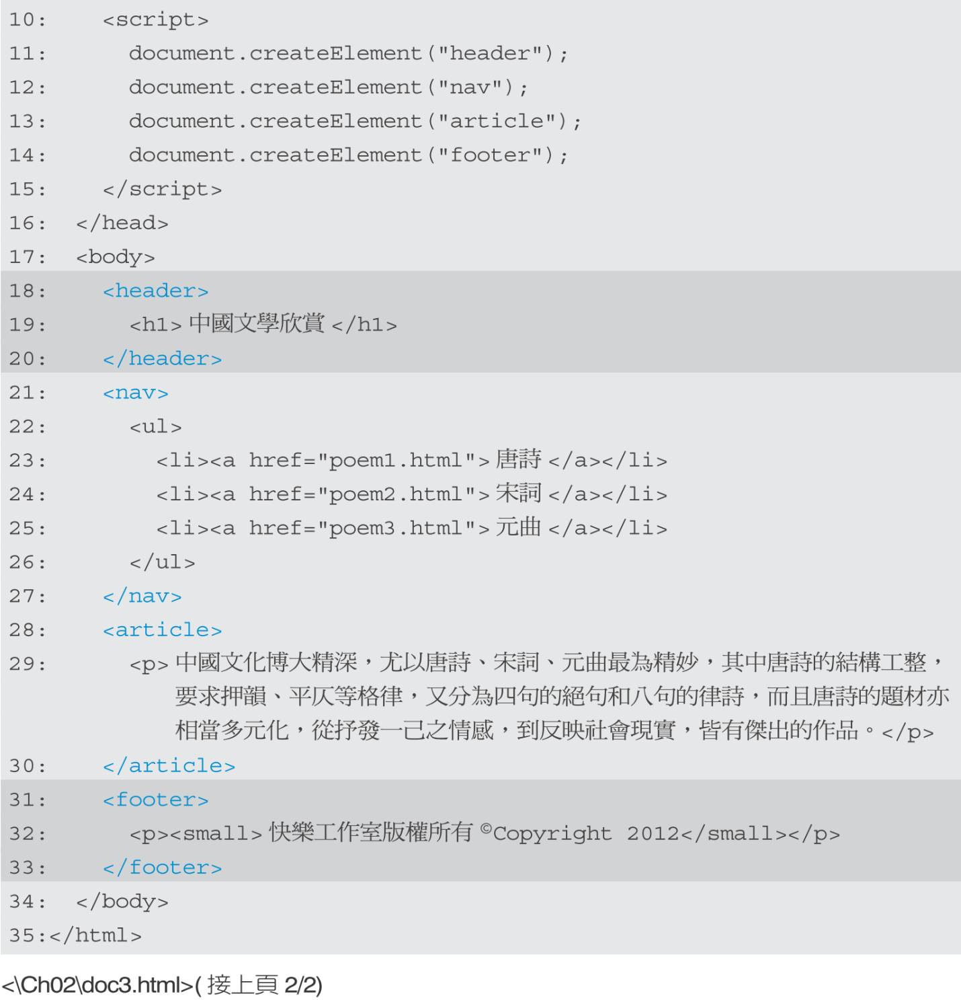 10:    <script>
11:      document.createElement("header");
12:      document.createElement("nav");
13:      document.createElement("article");
14:      document.createElement("footer");
15:    </script>
16:  </head>
17:  <body>
18:    <header>
19:      <h1>中國文學欣賞</h1>
20:    </header>
21:    <nav>
22:      <ul>
23:        <li><a href="poem1.html">唐詩</a></li>
24:        <li><a href="poem2.html">宋詞</a></li>
25:        <li><a href="poem3.html">元曲</a></li>
26:      </ul>
27:    </nav>
28:    <article>
29:      <p>中國文化博大精深，尤以唐詩、宋詞、元曲最為精妙，其中唐詩的結構工整，
要求押韻、平仄等格律，又分為四句的絕句和八句的律詩，而且唐詩的題材亦
相當多元化，從抒發一己之情感，到反映社會現實，皆有傑出的作品。</p>
30:    </article>
31:    <footer>
32:      <p><small>快樂工作室版權所有 ©Copyright 2012</small></p>
33:    </footer>
34:  </body>
35:</html>
<\Ch02\doc3.html>( 接上頁 2/2)